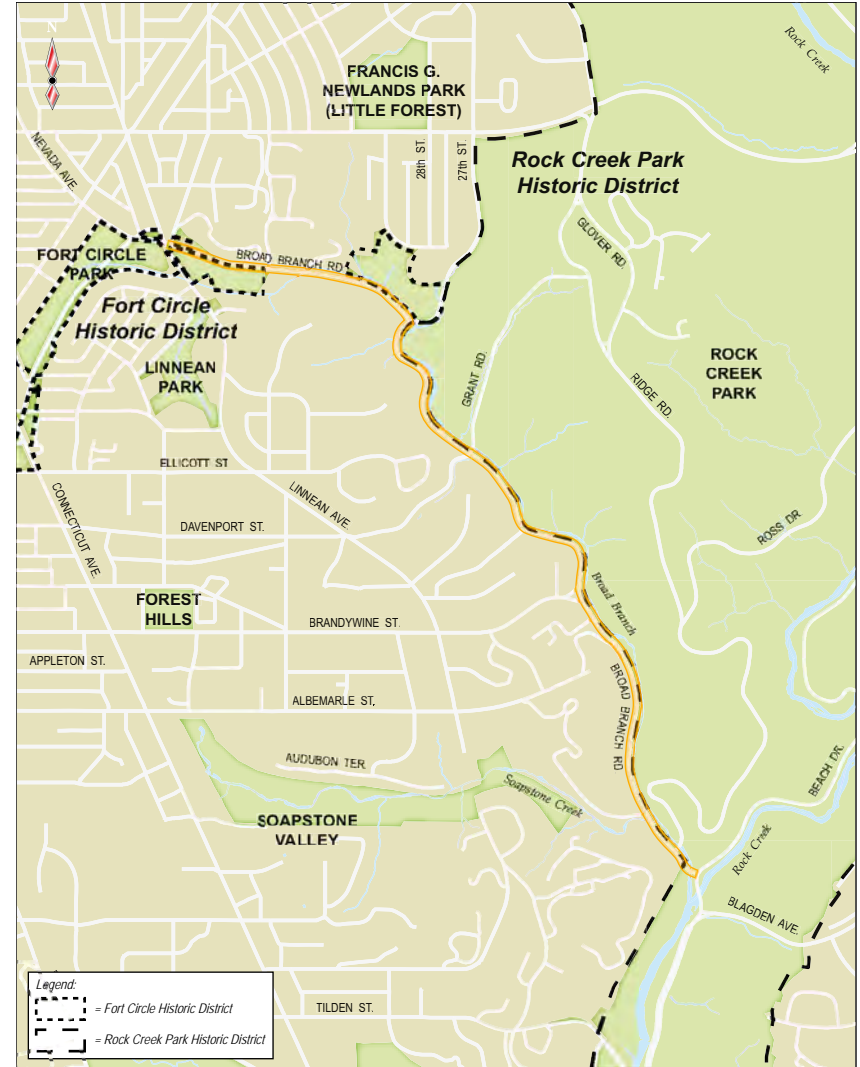 N
Rock Creek
FRANCIS G.
NEWLANDS PARK
(LITTLE FOREST)
NEVADA AVE.
28th ST.
27th ST.
Rock Creek Park
Historic District
GLOVER RD.
FORT CIRCLE
PARK
BROAD BRANCH RD
Fort Circle
Historic District
LINNEAN
PARK
GRANT RD.
RIDGE RD.
ROCK
CREEK
PARK
ELLICOTT ST
CONNECTICUT AVE.
LINNEAN AVE.
DAVENPORT ST.
ROSS DR
Broad Branch
FOREST
HILLS
BRANDYWINE ST.
APPLETON ST.
BROAD BRANCH RD
ALBEMARLE ST.
AUDUBON TER
BEACH DR.
Soapstone Creek
SOAPSTONE
VALLEY
Rock Creek
BLAGDEN AVE.
Legend:
= Fort Circle Historic District
= Rock Creek Park Historic District
TILDEN ST.